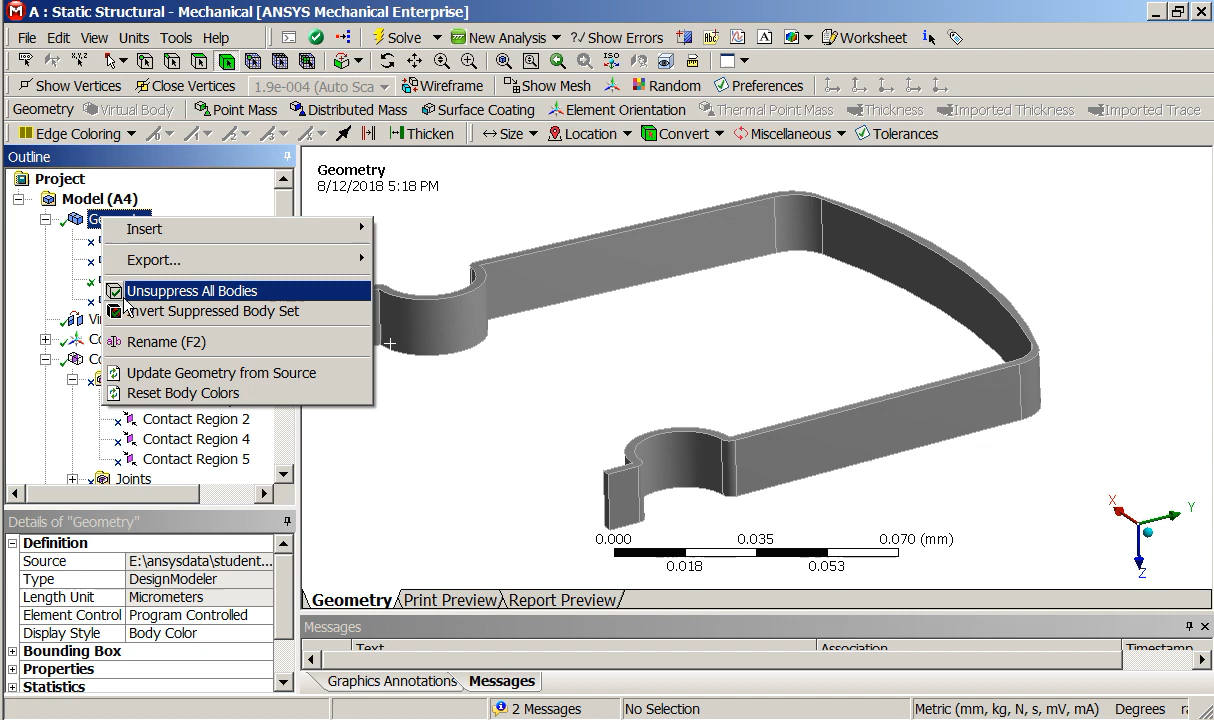 A : Static Structural - Mechanical [ANSYS Mechanical Enterprise]
File Edit View Units Tools Help Solve New Analysis ?/ Show Errors Worksheet
Show Vertices Close Vertices 1.9e-004 (Auto Sca Wireframe Show Mesh Random Preferences
Geometry Virtual Body Point Mass Distributed Mass Surface Coating Element Orientation Thermal Point Mass Thickness Imported Thickness Imported Trace
Edge Coloring Thicken Size Location Convert Miscellaneous Tolerances
Outline
Project
Model (A4)
Insert
Export...
Unsuppress All Bodies
Invert Suppressed Body Set
Rename (F2)
Update Geometry from Source
Reset Body Colors
Contact Region 2
Contact Region 4
Contact Region 5
Joints
Geometry
8/12/2018 5:18 PM
0.000 0.035 0.070 (mm)
0.018 0.053
X Y Z
Details of "Geometry"
Definition
Source E:\ansysdata\student...
Type DesignModeler
Length Unit Micrometers
Element Control Program Controlled
Display Style Body Color
Bounding Box
Properties
Statistics
Geometry Print Preview Report Preview
Messages
Text Association Timestamp
Graphics Annotations Messages
2 Messages No Selection Metric (mm, kg, N, s, mV, mA) Degrees